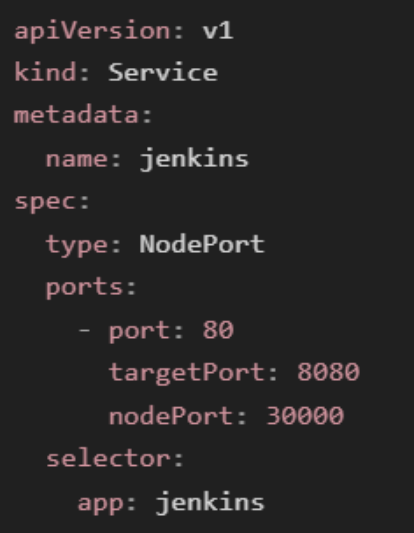 apiVersion: v1
kind: Service
metadata:
  name: jenkins
spec:
  type: NodePort
  ports:
    - port: 80
      targetPort: 8080
      nodePort: 30000
  selector:
    app: jenkins